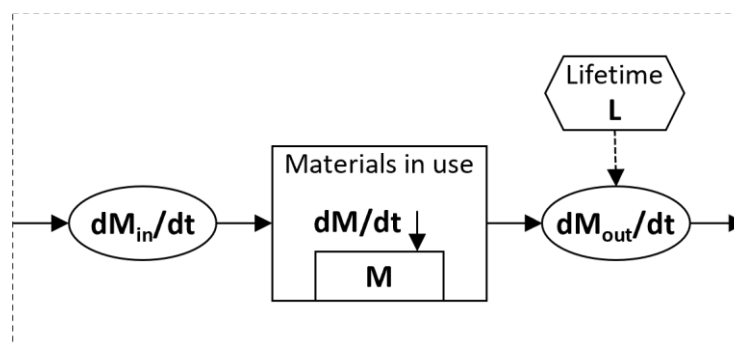 Lifetime
L
Materials in use
dM/dt
dM_in/dt
dM_out/dt
M